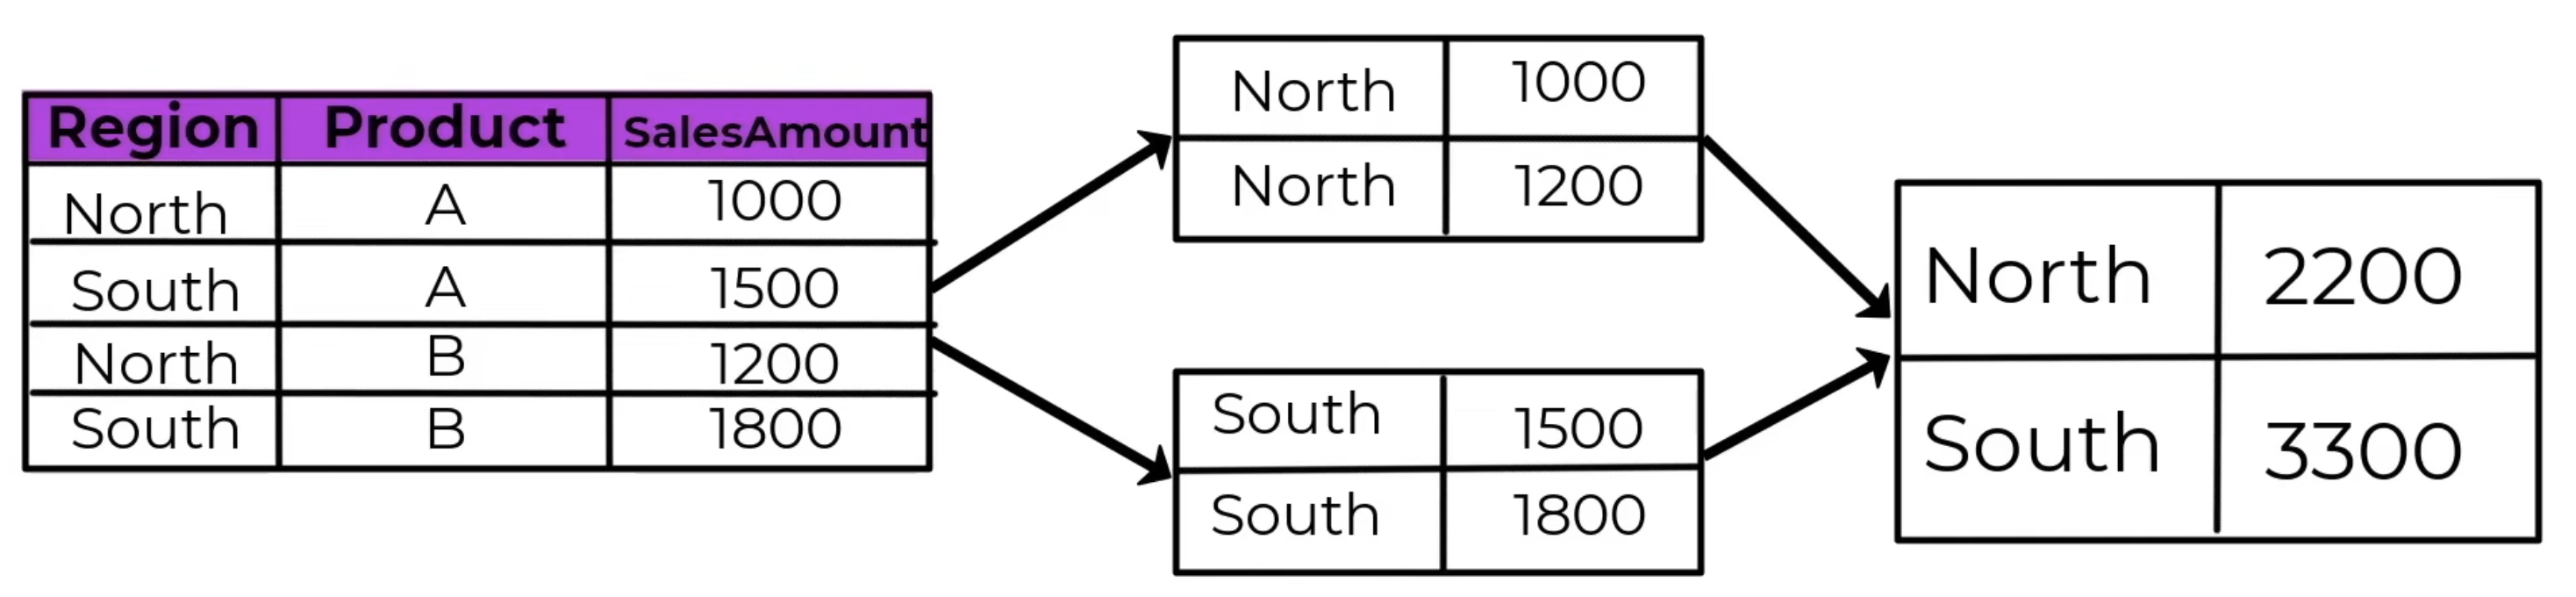 Region Product SalesAmount
North A 1000
South A 1500
North B 1200
South B 1800
North 1000
North 1200
South 1500
South 1800
North 2200
South 3300